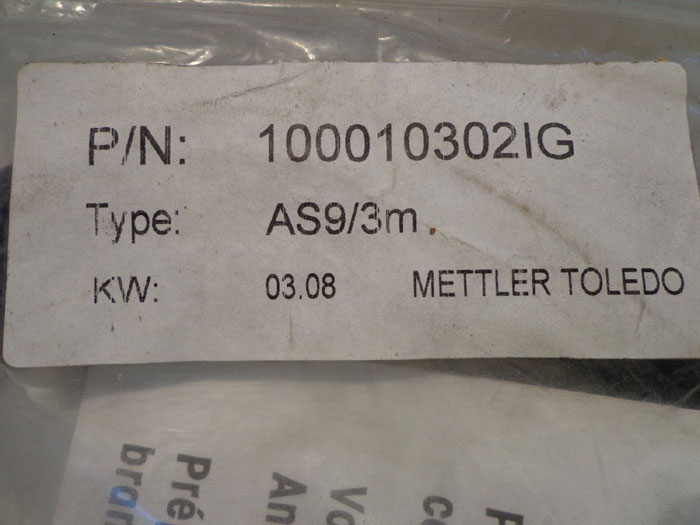 P/N: 100010302IG
Type: AS9/3m
KW: 03.08 METTLER TOLEDO